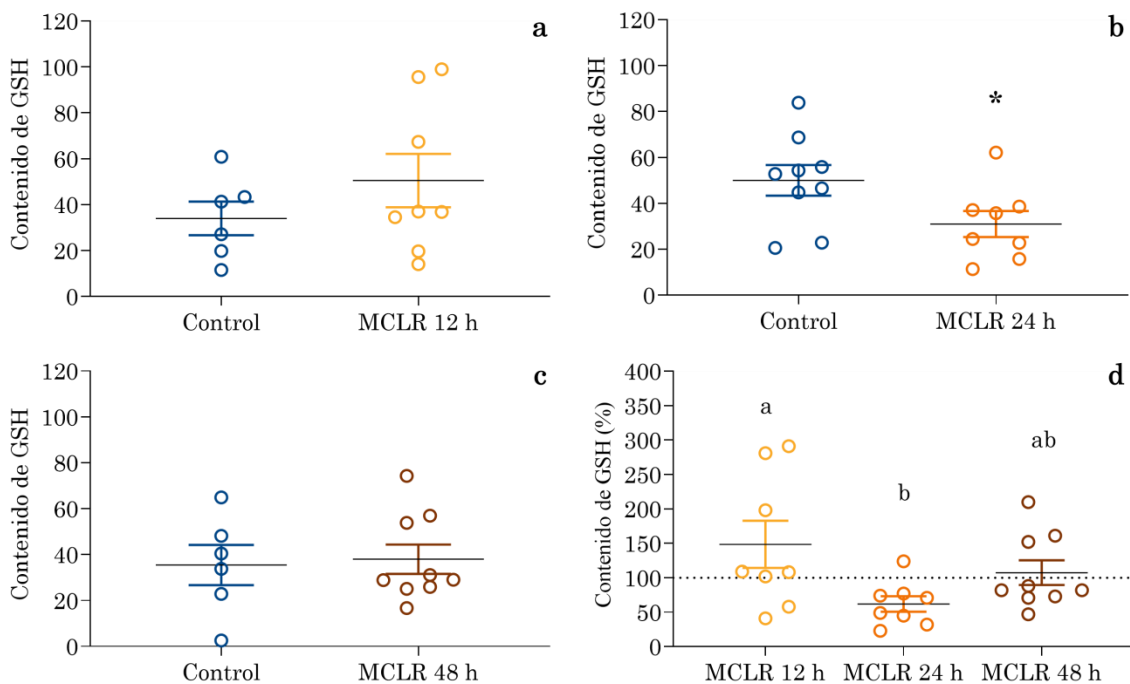 a
Contenido de GSH
120
100
80
60
40
20
0
Control
MCLR 12 h
b
Contenido de GSH
120
100
80
60
40
20
0
*
Control
MCLR 24 h
c
Contenido de GSH
120
100
80
60
40
20
0
Control
MCLR 48 h
d
Contenido de GSH (%)
400
350
300
250
200
150
100
50
0
a
b
ab
MCLR 12 h
MCLR 24 h
MCLR 48 h